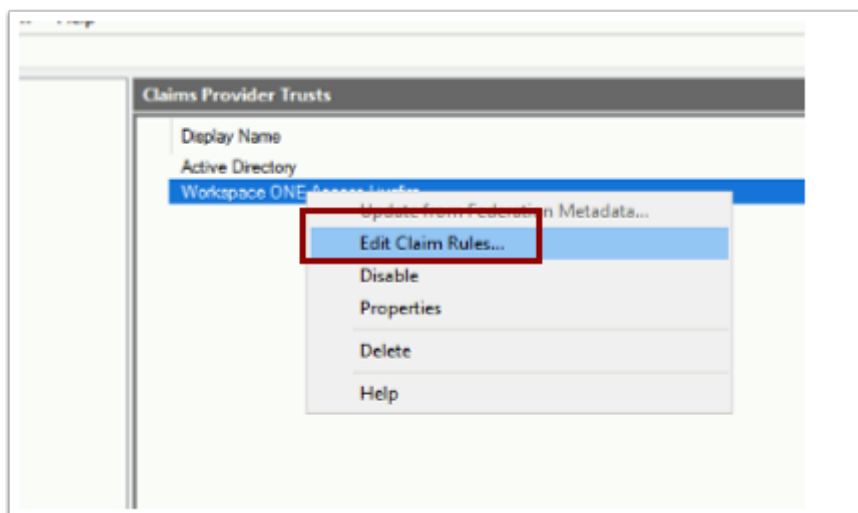 Help
Claims Provider Trusts
Display Name
Active Directory
Workspace ONE Access
Update from Federation Metadata...
Edit Claim Rules...
Disable
Properties
Delete
Help